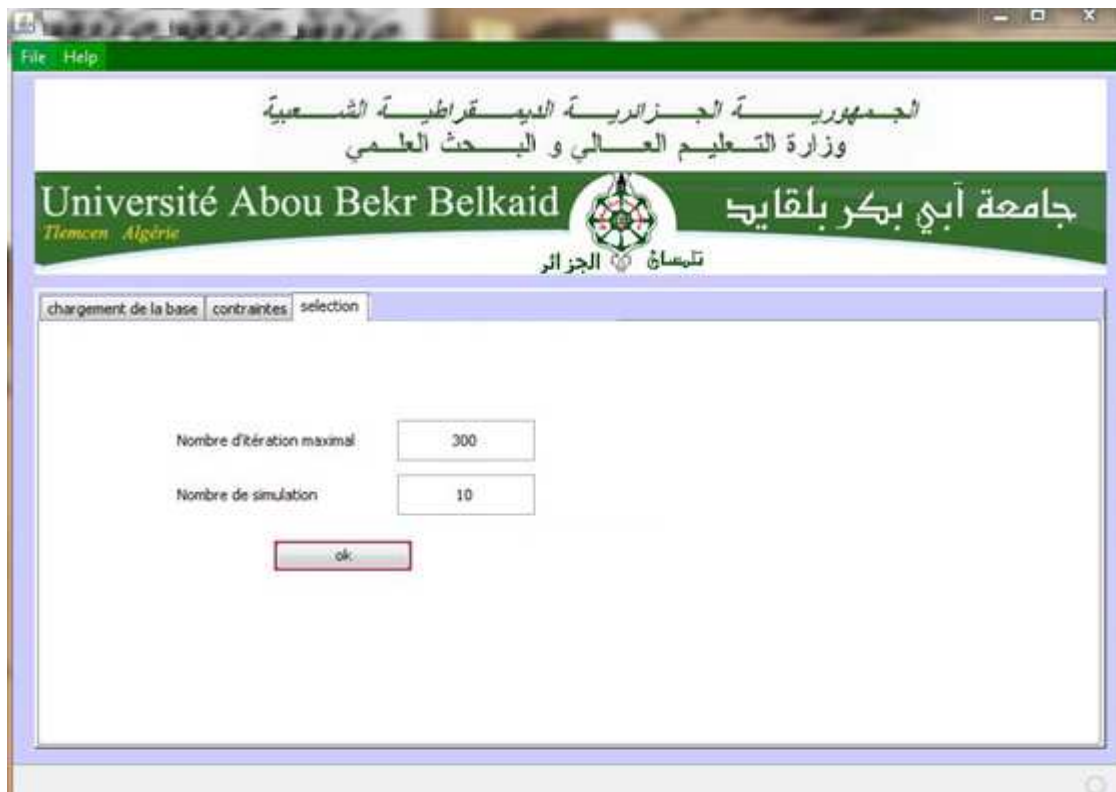 File Help
الجمهورية الجزائرية الديمقراطية الشعبية
وزارة التعليم العالي و البحث العلمي
Université Abou Bekr Belkaid
Tlemcen Algérie
جامعة أبي بكر بلقايد
تلمسان الجزائر
chargement de la base contraintes selection
Nombre d'itération maximal 300
Nombre de simulation 10
ok